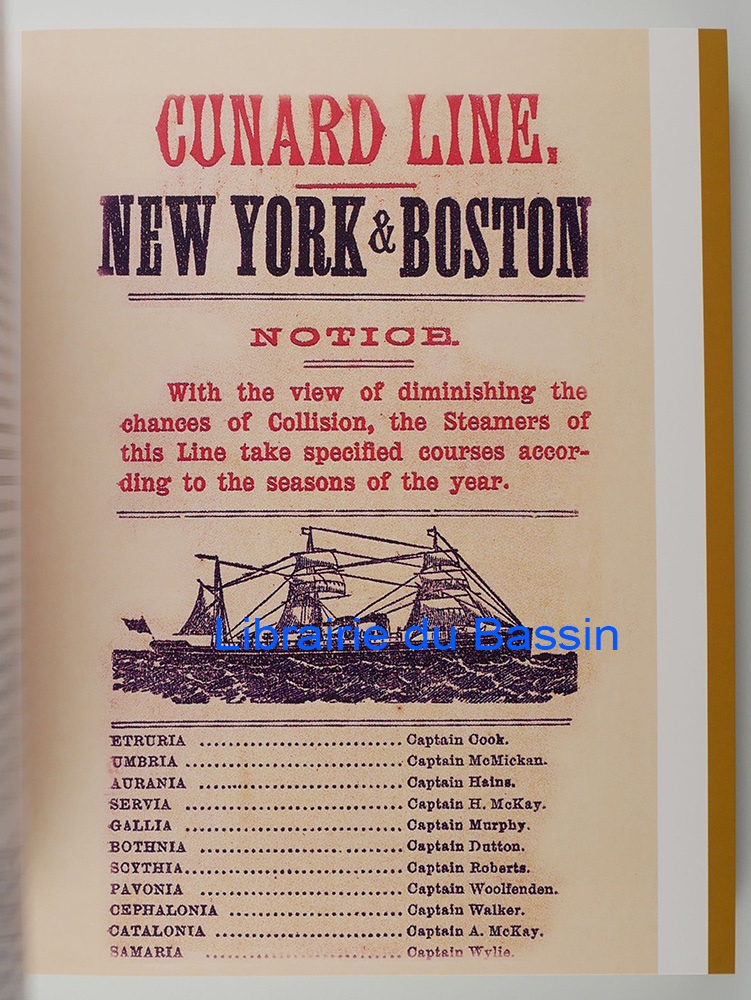 CUNARD LINE.
NEW YORK & BOSTON
NOTICE.
With the view of diminishing the
chances of Collision, the Steamers of
this Line take specified courses accor-
ding to the seasons of the year.
Librairie du Bassin
ETRURIA .............................. Captain Cook.
UMBRIA .............................. Captain McMickan.
AURANIA .............................. Captain Hains.
SERVIA .............................. Captain H. McKay.
GALLIA .............................. Captain Murphy.
BOTHNIA .............................. Captain Dutton.
SCYTHIA .............................. Captain Roberts.
PAVONIA .............................. Captain Woolfenden.
CEPHALONIA .............................. Captain Walker.
CATALONIA .............................. Captain A. McKay.
SAMARIA .............................. Captain Wylie.